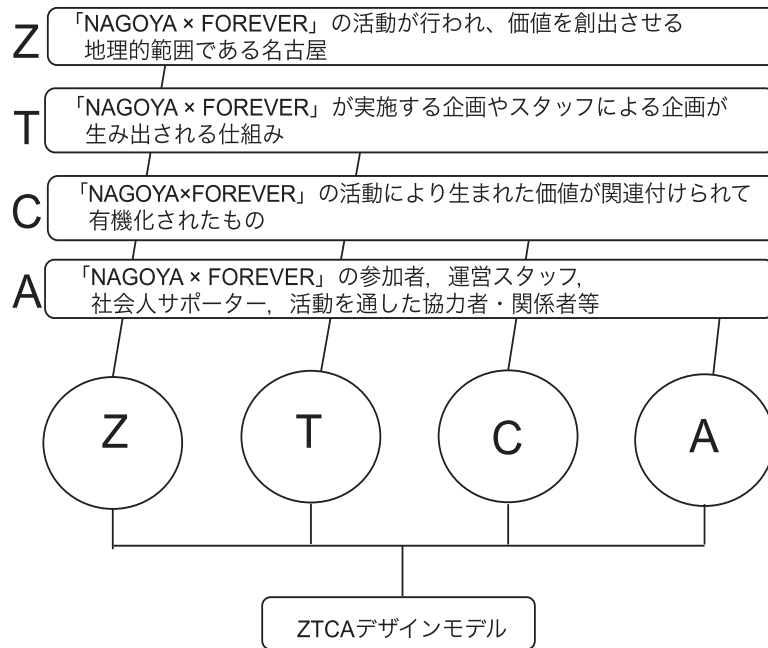 Z
「NAGOYA × FOREVER」の活動が行われ、価値を創出させる
地理的範囲である名古屋
T
「NAGOYA × FOREVER」が実施する企画やスタッフによる企画が
生み出される仕組み
C
「NAGOYA×FOREVER」の活動により生まれた価値が関連付けられて
有機化されたもの
A
「NAGOYA × FOREVER」の参加者，運営スタッフ，
社会人サポーター，活動を通した協力者・関係者等
Z
T
C
A
ZTCAデザインモデル